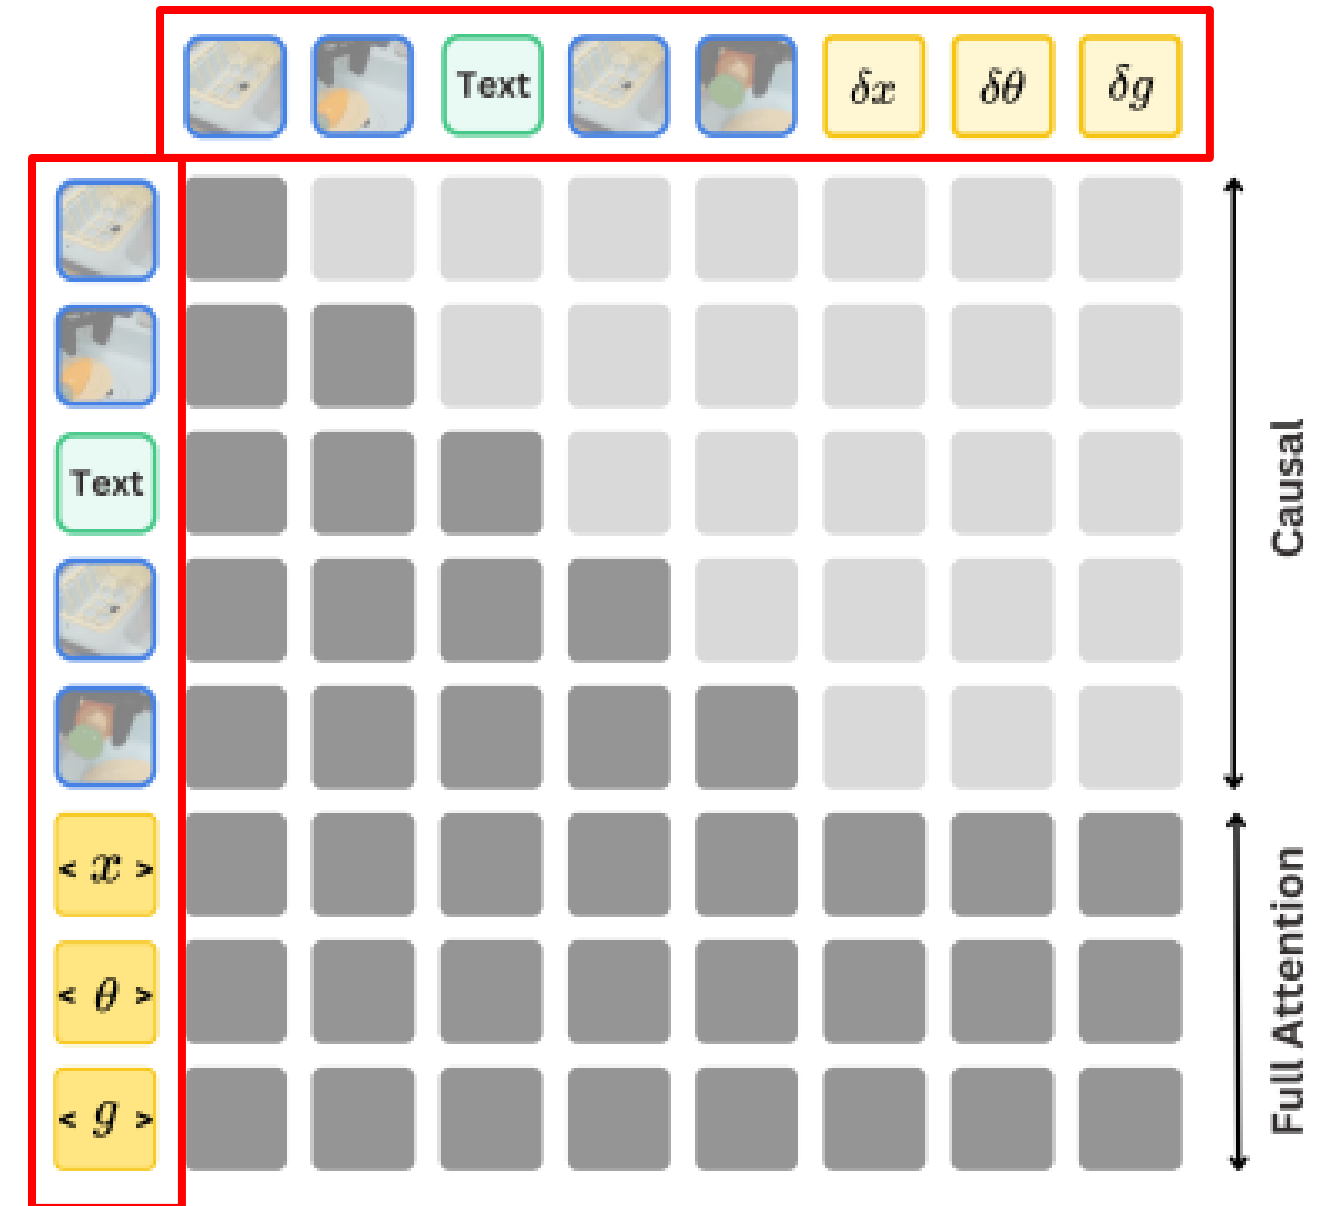 Text δx δθ δg
Text
< x >
< θ >
< g >
Causal
Full Attention